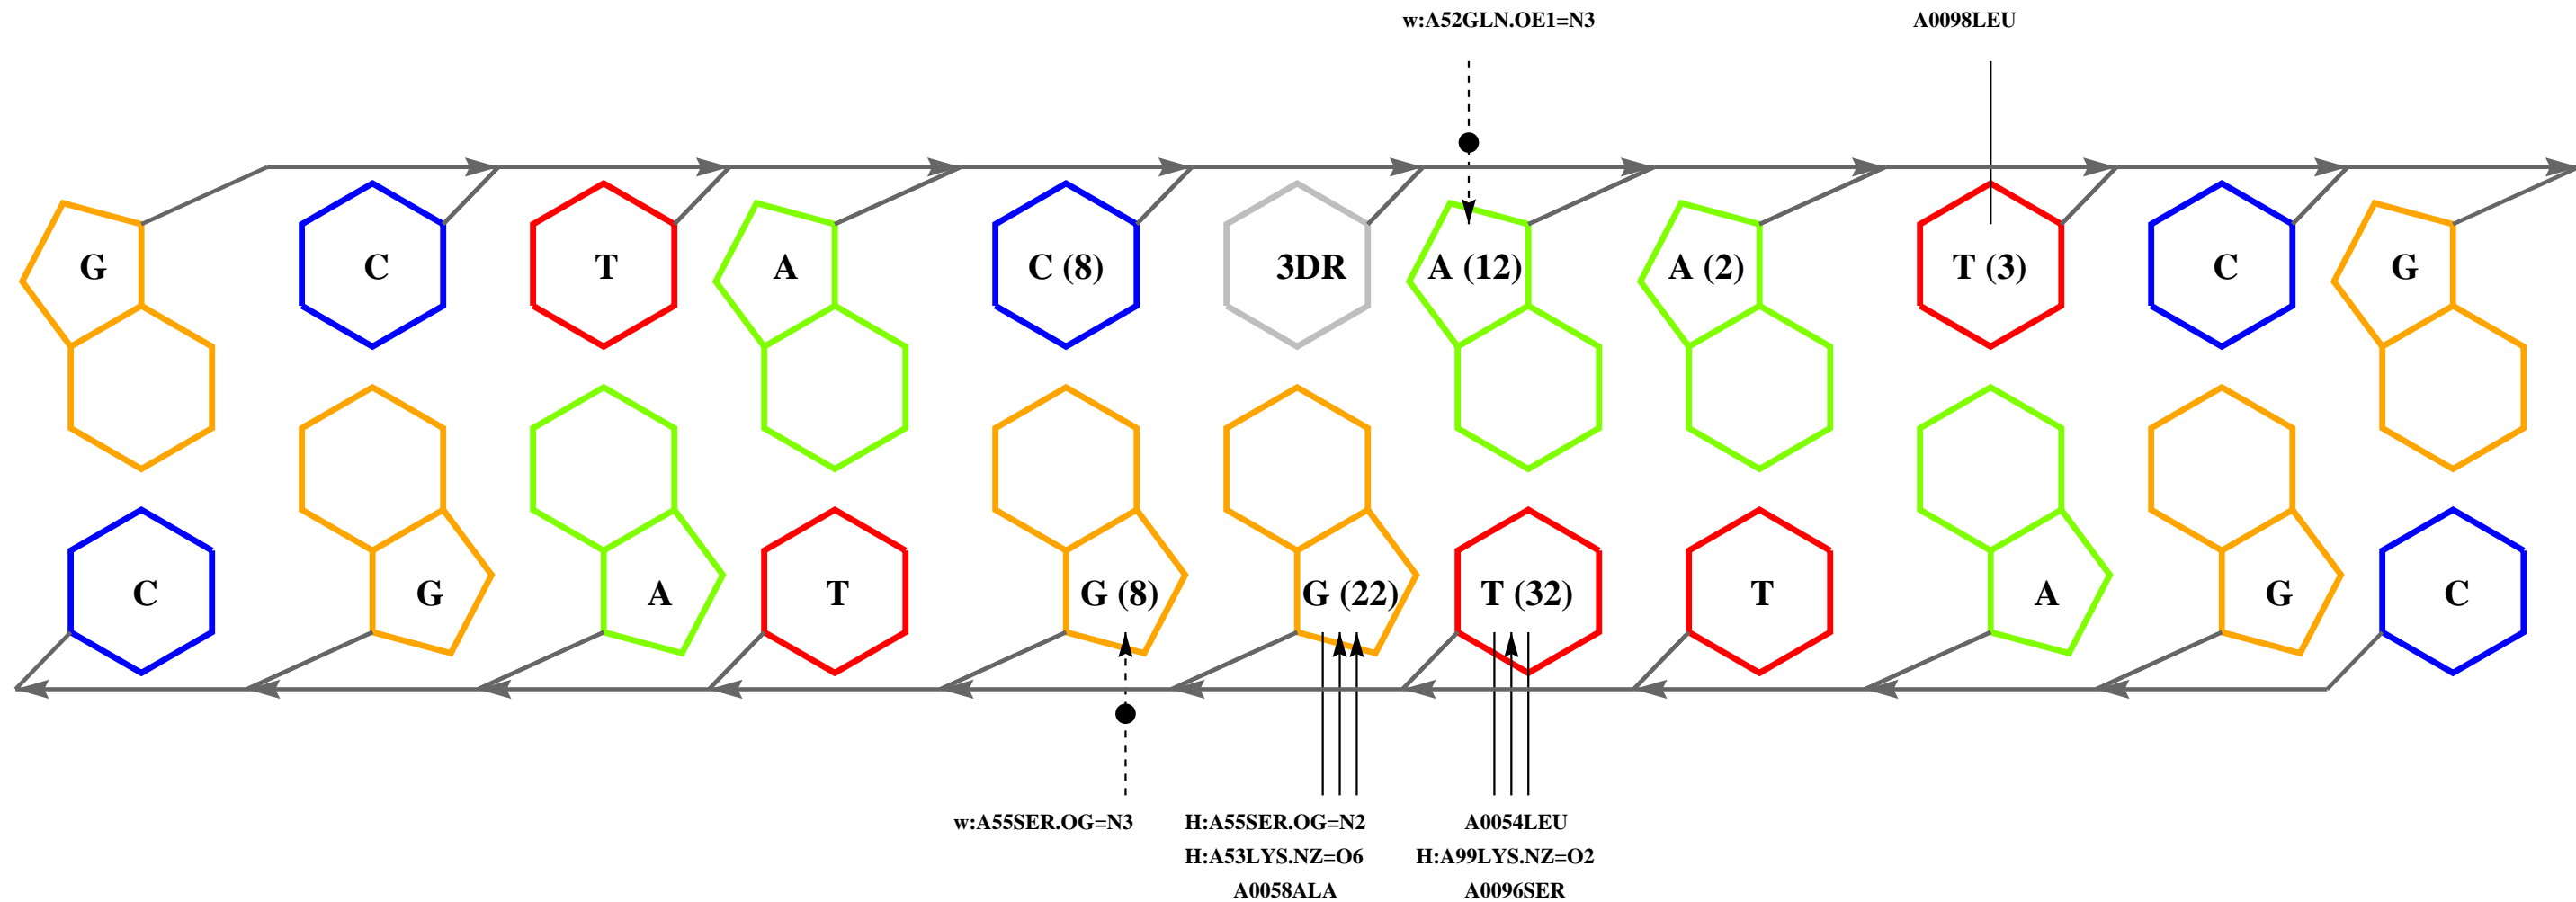 w:A52GLN.OE1=N3 A0098LEU
G C T A C (8) 3DR A (12) A (2) T (3) C G
C G A T G (8) G (22) T (32) T A G C
w:A55SER.OG=N3 H:A55SER.OG=N2 A0054LEU
H:A53LYS.NZ=O6 H:A99LYS.NZ=O2
A0058ALA A0096SER